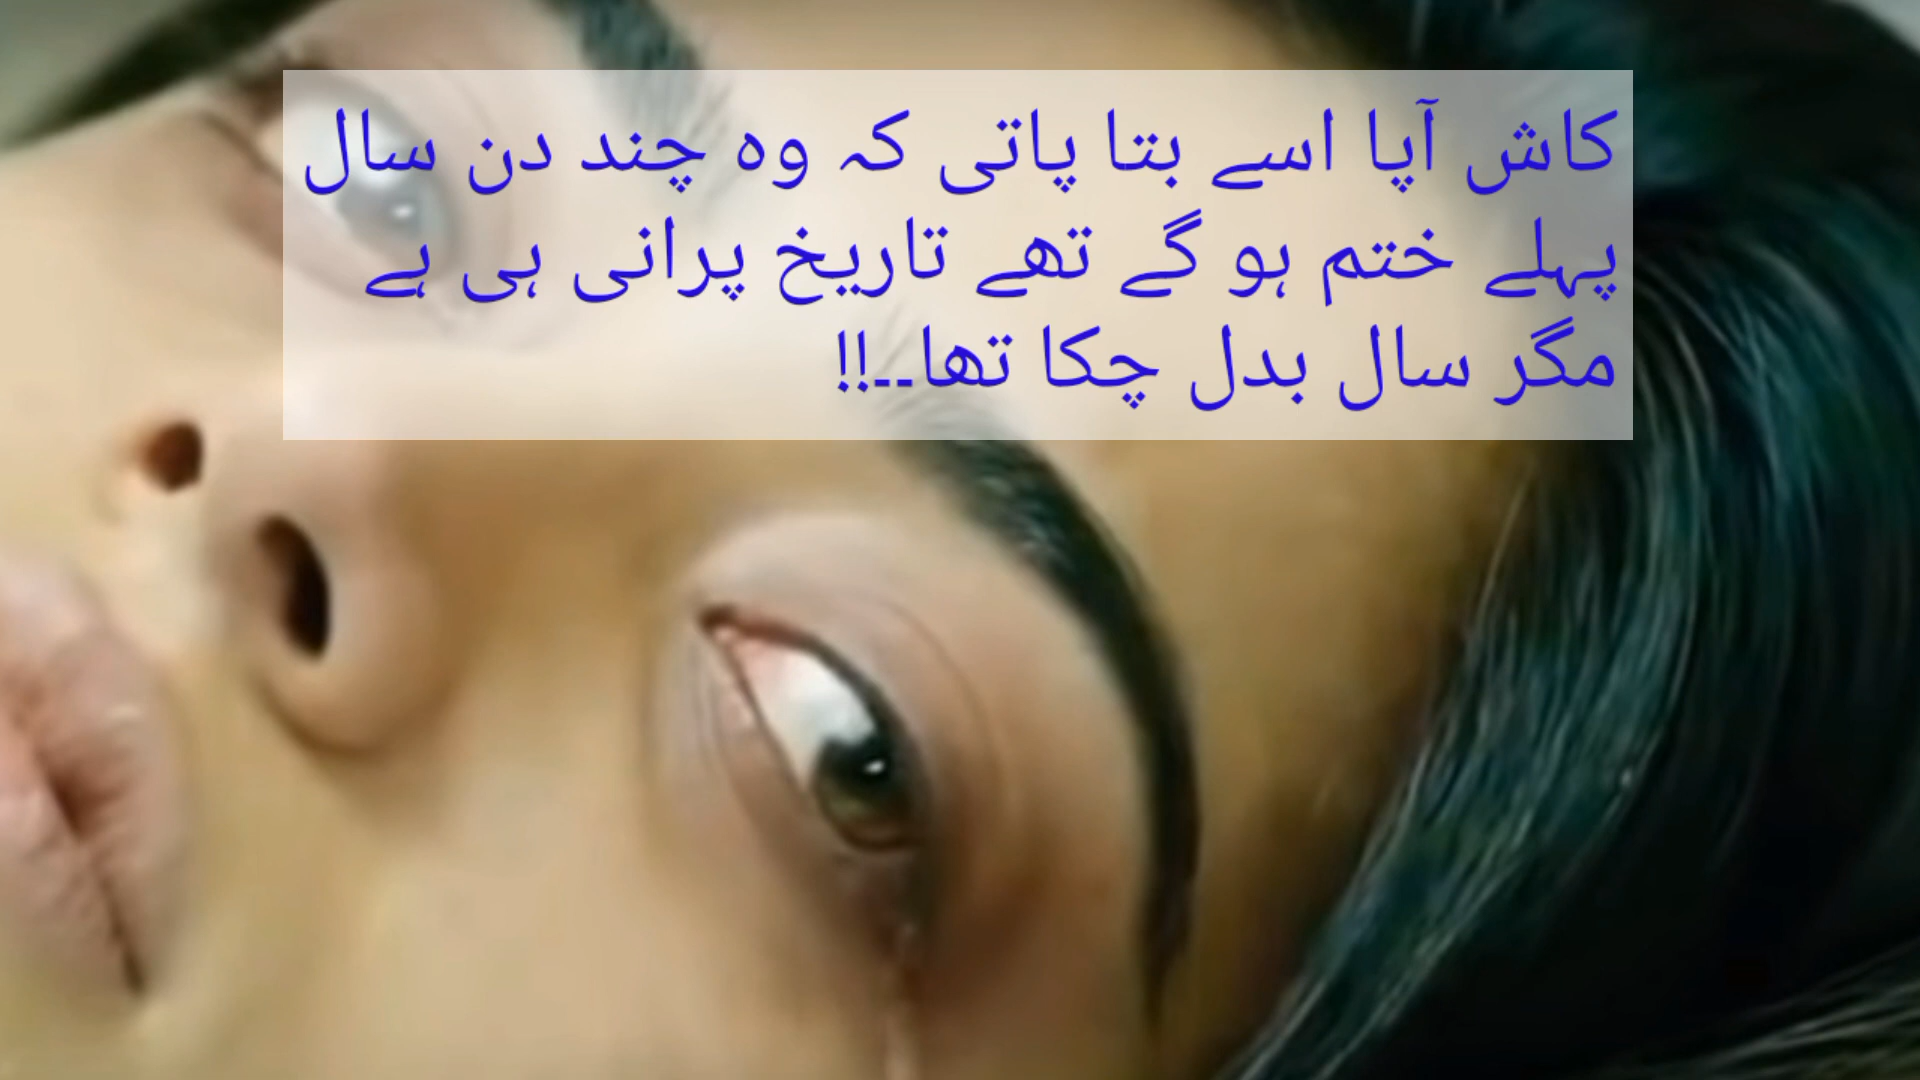 کاش آپا اسے بتا پاتی کہ وہ چند دن سال
پہلے ختم ہو گے تھے تاریخ پرانی ہی ہے
مگر سال بدل چکا تھا--!!